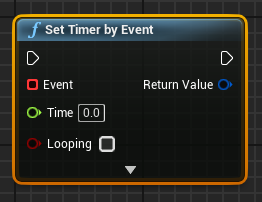 f Set Timer by Event
Event Return Value
Time 0.0
Looping